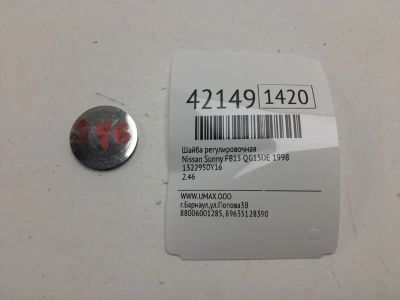 42149 1420
Шайба регулировочная
Nissan Sunny FB15 QG15DE 1998
132295DY16
2.46
WWW.UMAX.OOO
г.Барнаул,ул.Попова3В
88006001285, 89635128390